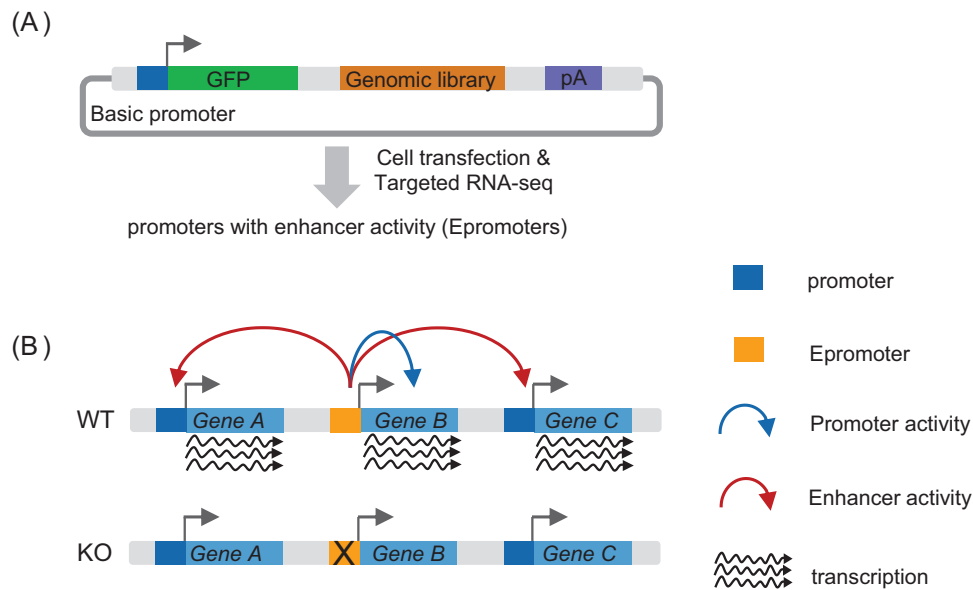 (A)
GFP
Genomic library
pA
Basic promoter
Cell transfection &
Targeted RNA-seq
promoters with enhancer activity (Epromoters)
promoter
(B)
Epromoter
WT
Gene A
Gene B
Gene C
Promoter activity
Enhancer activity
KO
Gene A
X
Gene B
Gene C
transcription